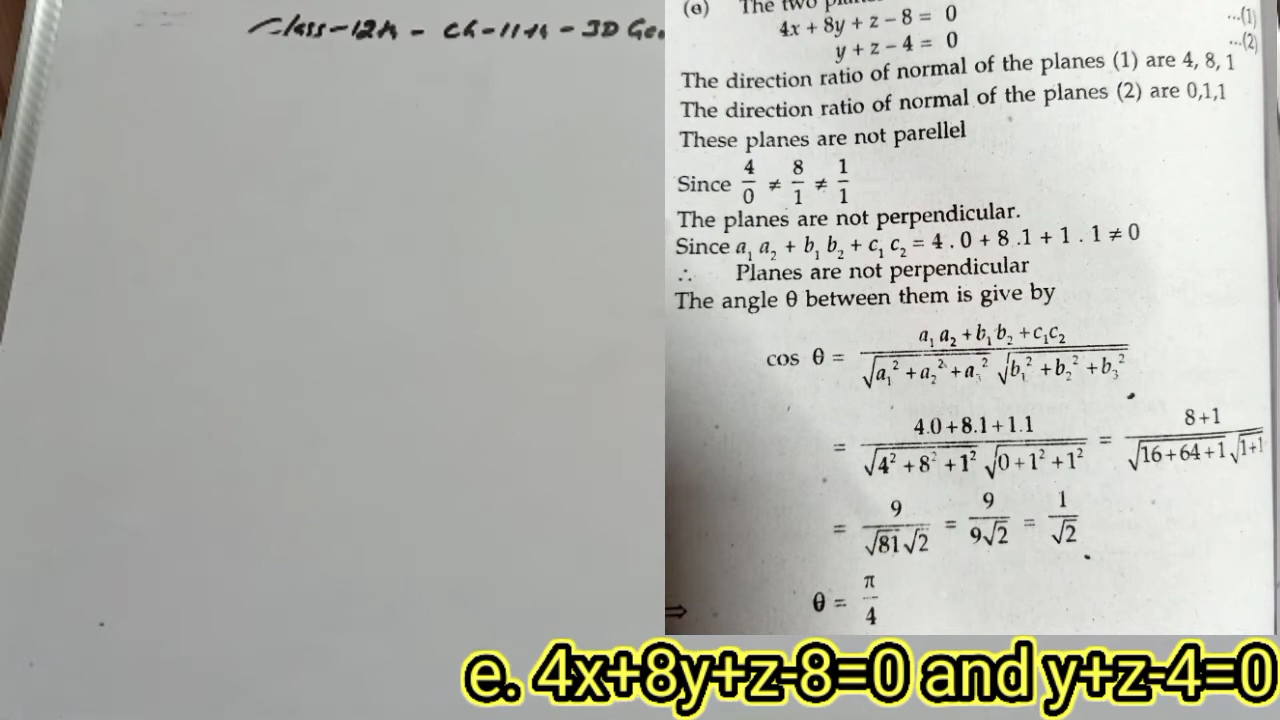 Class-12th - Ch-11th - 3D Ge
(e) The two
4x + 8y + z − 8 = 0 ...(1)
y + z − 4 = 0 ...(2)
The direction ratio of normal of the planes (1) are 4, 8, 1
The direction ratio of normal of the planes (2) are 0,1,1
These planes are not parellel
Since 4/0 ≠ 8/1 ≠ 1/1
The planes are not perpendicular.
Since a₁ a₂ + b₁ b₂ + c₁ c₂ = 4 . 0 + 8 .1 + 1 . 1 ≠ 0
∴ Planes are not perpendicular
The angle θ between them is give by
cos θ = (a₁ a₂ + b₁ b₂ + c₁c₂)/(√(a₁² + a₂² + a₃²) √(b₁² + b₂² + b₃²))
= (4.0+8.1+1.1)/(√(4² + 8² + 1²) √(0+1²+1²)) = (8+1)/(√(16+64+1) √(1+1))
= 9/(√81 √2) = 9/(9√2) = 1/√2
⇒ θ = π/4
e. 4x+8y+z-8=0 and y+z-4=0